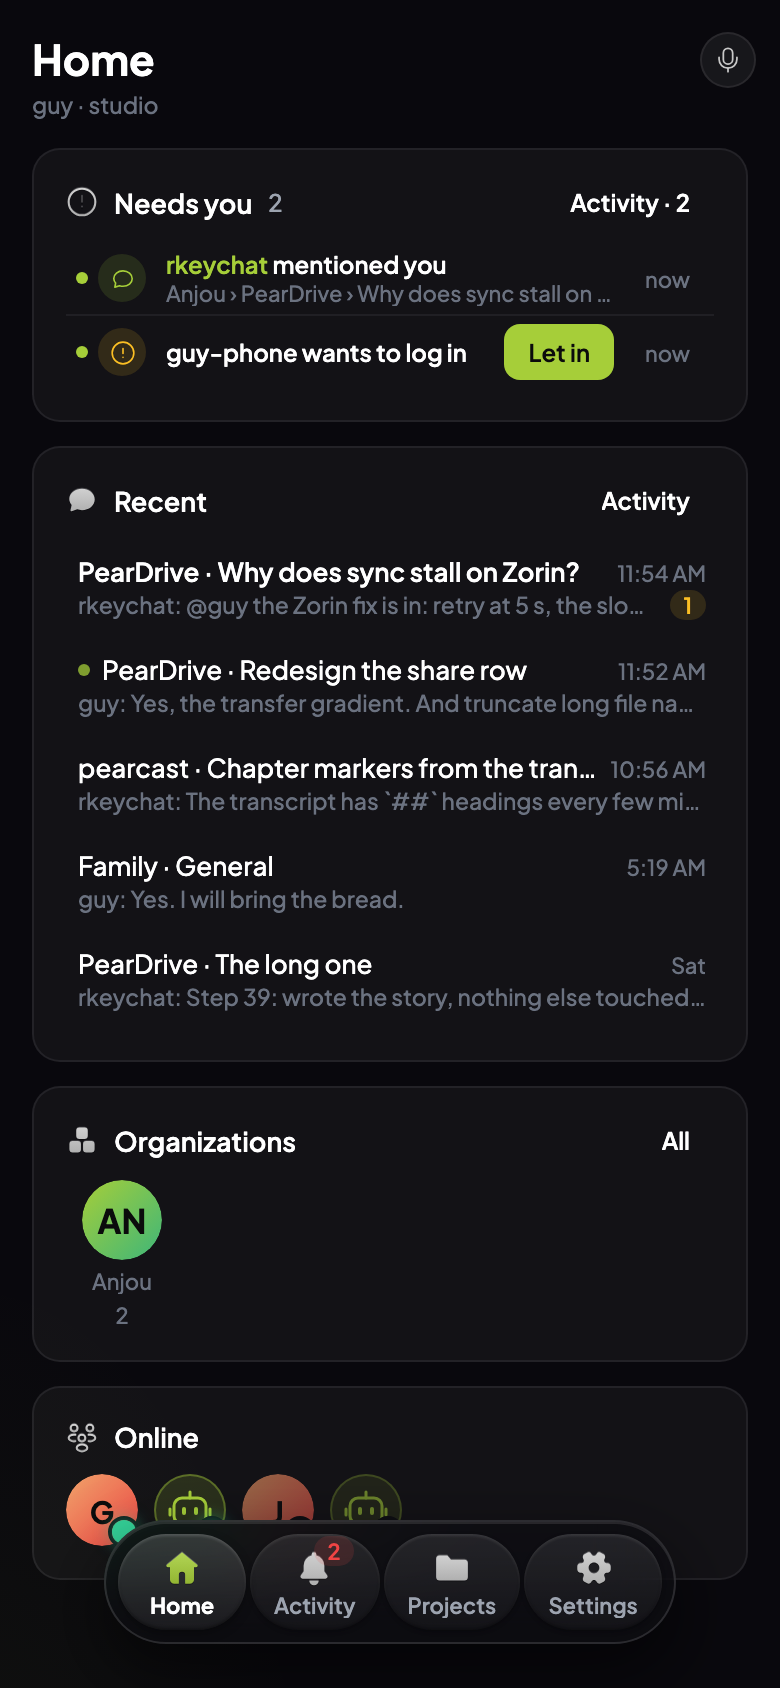 Home
guy · studio
Needs you 2
Activity · 2
rkeychat mentioned you
Anjou › PearDrive › Why does sync stall on ...
now
guy-phone wants to log in
Let in
now
Recent
Activity
PearDrive · Why does sync stall on Zorin?
11:54 AM
rkeychat: @guy the Zorin fix is in: retry at 5 s, the slo...
1
PearDrive · Redesign the share row
11:52 AM
guy: Yes, the transfer gradient. And truncate long file na...
pearcast · Chapter markers from the tran...
10:56 AM
rkeychat: The transcript has `##` headings every few mi...
Family · General
5:19 AM
guy: Yes. I will bring the bread.
PearDrive · The long one
Sat
rkeychat: Step 39: wrote the story, nothing else touched...
Organizations
All
AN
Anjou
2
Online
G
2
Home
Activity
Projects
Settings